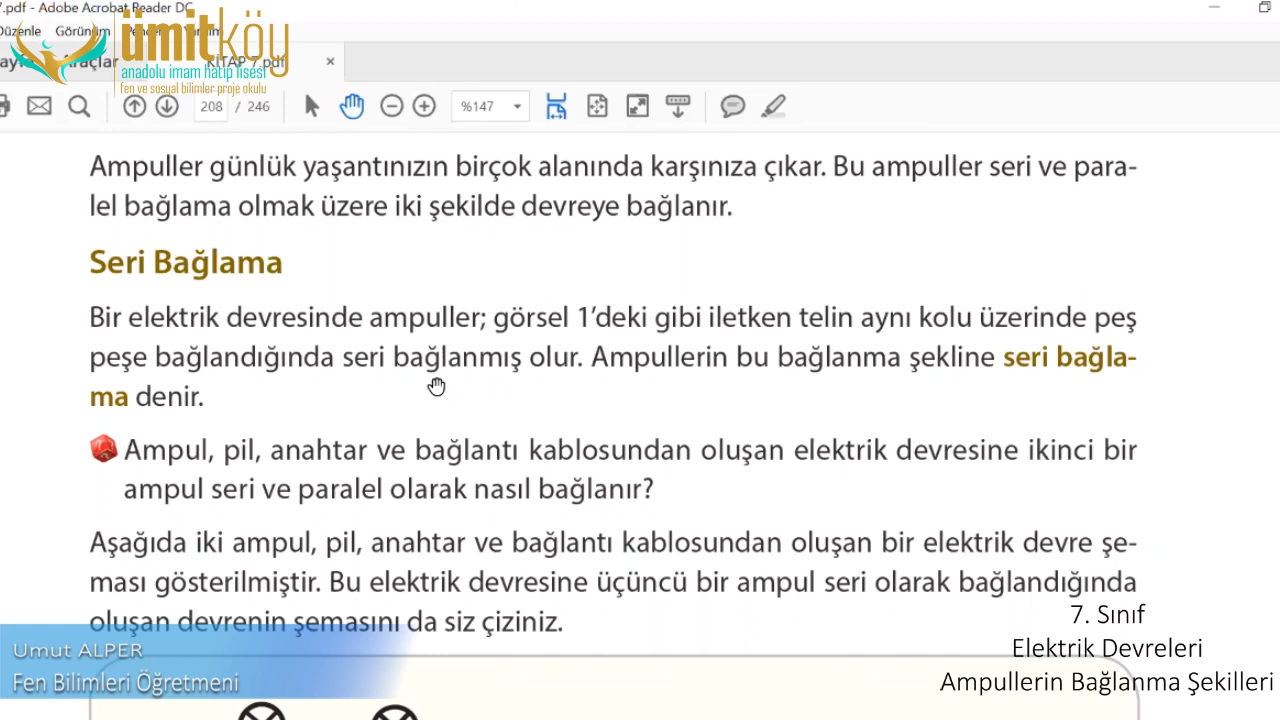 7.pdf - Adobe Acrobat Reader DC
Düzenle Görünüm Pencere Yardım
ümitköy
anadolu imam hatip lisesi
fen ve sosyal bilimler proje okulu
Araçlar KİTAP 7.pdf ×
208 / 246 %147
Ampuller günlük yaşantınızın birçok alanında karşınıza çıkar. Bu ampuller seri ve para-
lel bağlama olmak üzere iki şekilde devreye bağlanır.
Seri Bağlama
Bir elektrik devresinde ampuller; görsel 1’deki gibi iletken telin aynı kolu üzerinde peş
peşe bağlandığında seri bağlanmış olur. Ampullerin bu bağlanma şekline seri bağla-
ma denir.
Ampul, pil, anahtar ve bağlantı kablosundan oluşan elektrik devresine ikinci bir
ampul seri ve paralel olarak nasıl bağlanır?
Aşağıda iki ampul, pil, anahtar ve bağlantı kablosundan oluşan bir elektrik devre şe-
ması gösterilmiştir. Bu elektrik devresine üçüncü bir ampul seri olarak bağlandığında
oluşan devrenin şemasını da siz çiziniz.
Umut ALPER
Fen Bilimleri Öğretmeni
7. Sınıf
Elektrik Devreleri
Ampullerin Bağlanma Şekilleri